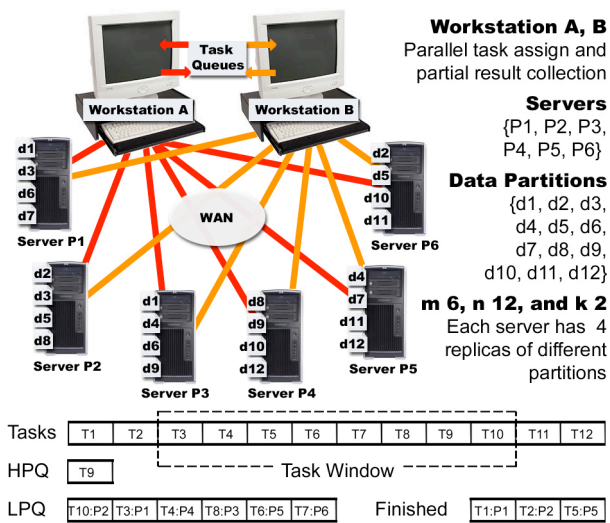 Task
Queues
Workstation A
Workstation B
Workstation A, B
Parallel task assign and
partial result collection
Servers
{P1, P2, P3,
P4, P5, P6}
Data Partitions
{d1, d2, d3,
d4, d5, d6,
d7, d8, d9,
d10, d11, d12}
m 6, n 12, and k 2
Each server has 4
replicas of different
partitions
WAN
d1
d3
d6
d7
Server P1
d2
d5
d10
d11
Server P6
d2
d3
d5
d8
Server P2
d1
d4
d6
d9
Server P3
d8
d9
d10
d12
Server P4
d4
d7
d11
d12
Server P5
Tasks T1 T2 T3 T4 T5 T6 T7 T8 T9 T10 T11 T12
HPQ T9
Task Window
LPQ T10:P2 T3:P1 T4:P4 T8:P3 T6:P5 T7:P6
Finished T1:P1 T2:P2 T5:P5